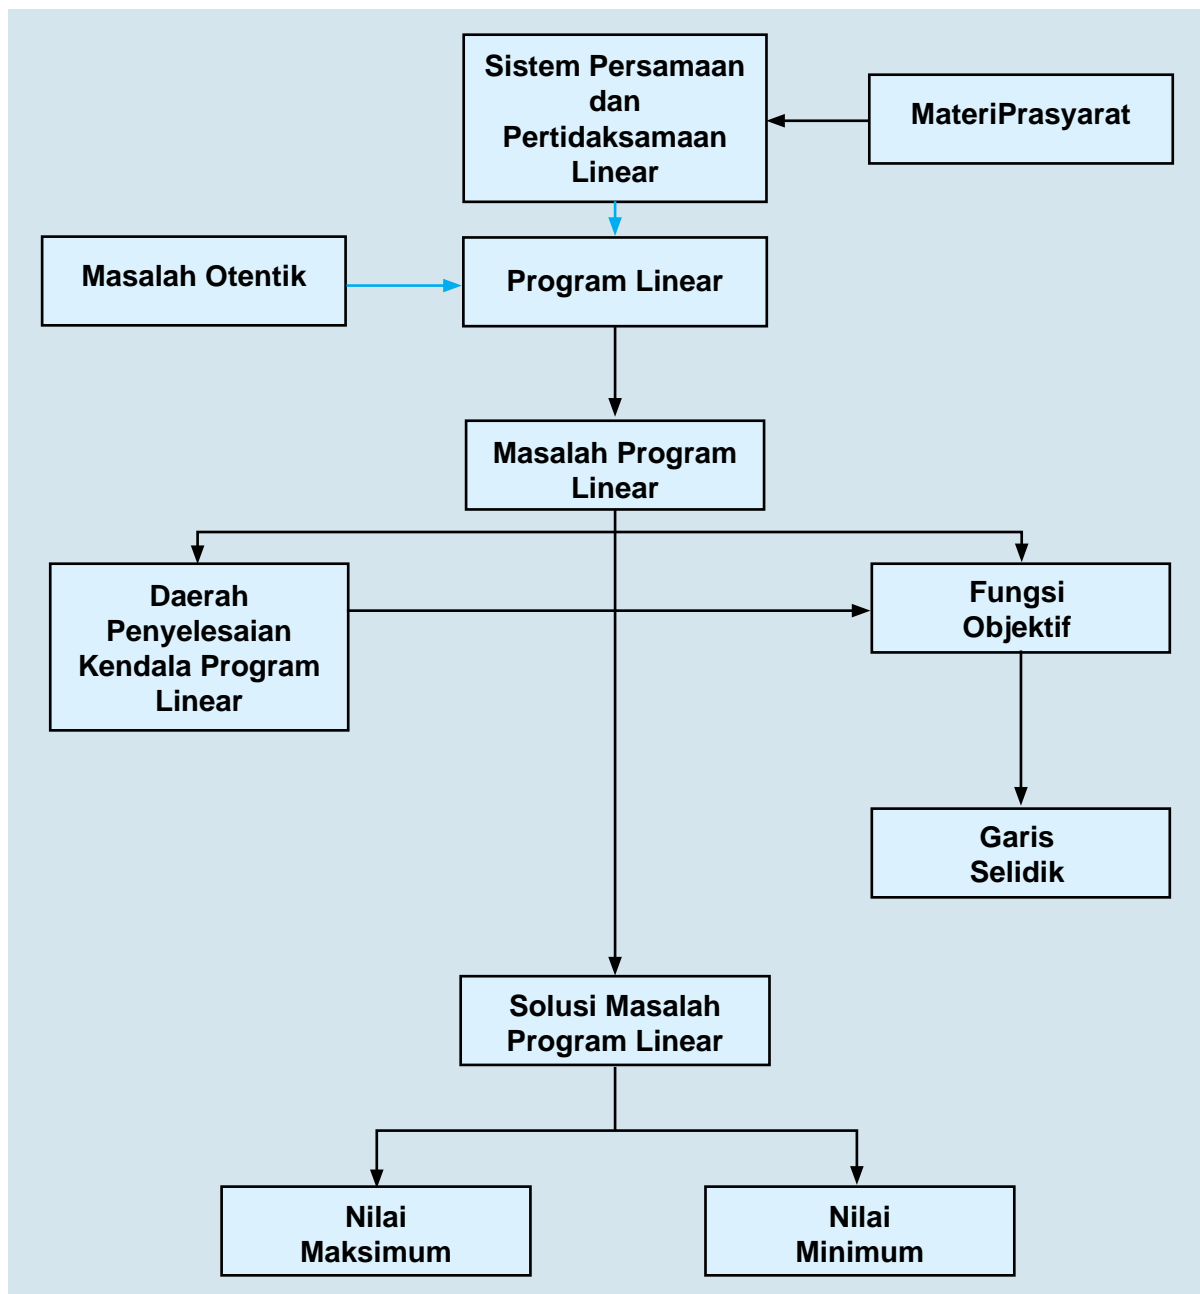 Sistem Persamaan
dan
Pertidaksamaan
Linear
MateriPrasyarat
Masalah Otentik
Program Linear
Masalah Program
Linear
Daerah
Penyelesaian
Kendala Program
Linear
Fungsi
Objektif
Garis
Selidik
Solusi Masalah
Program Linear
Nilai
Maksimum
Nilai
Minimum